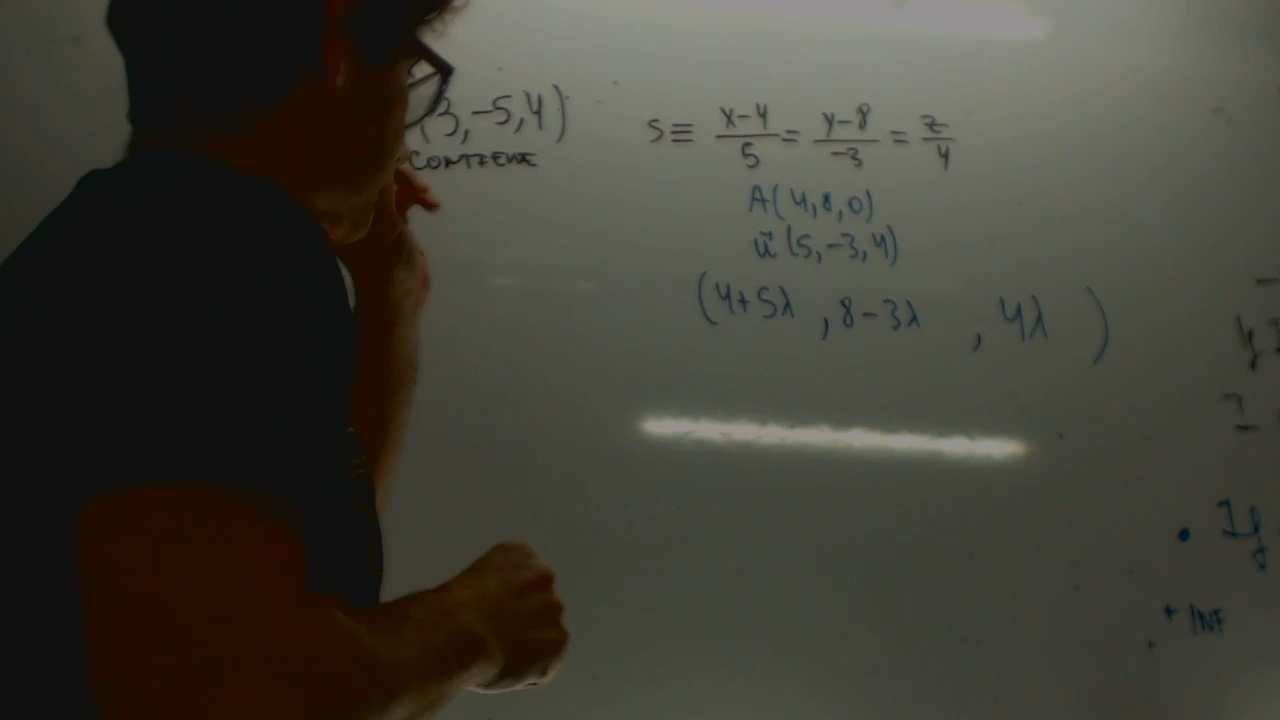 (3,-5,4)
CONTIENE
S≡ x-4/5 = y-8/-3 = z/4
A(4,8,0)
u⃗(5,-3,4)
(4+5λ, 8-3λ, 4λ)
INF